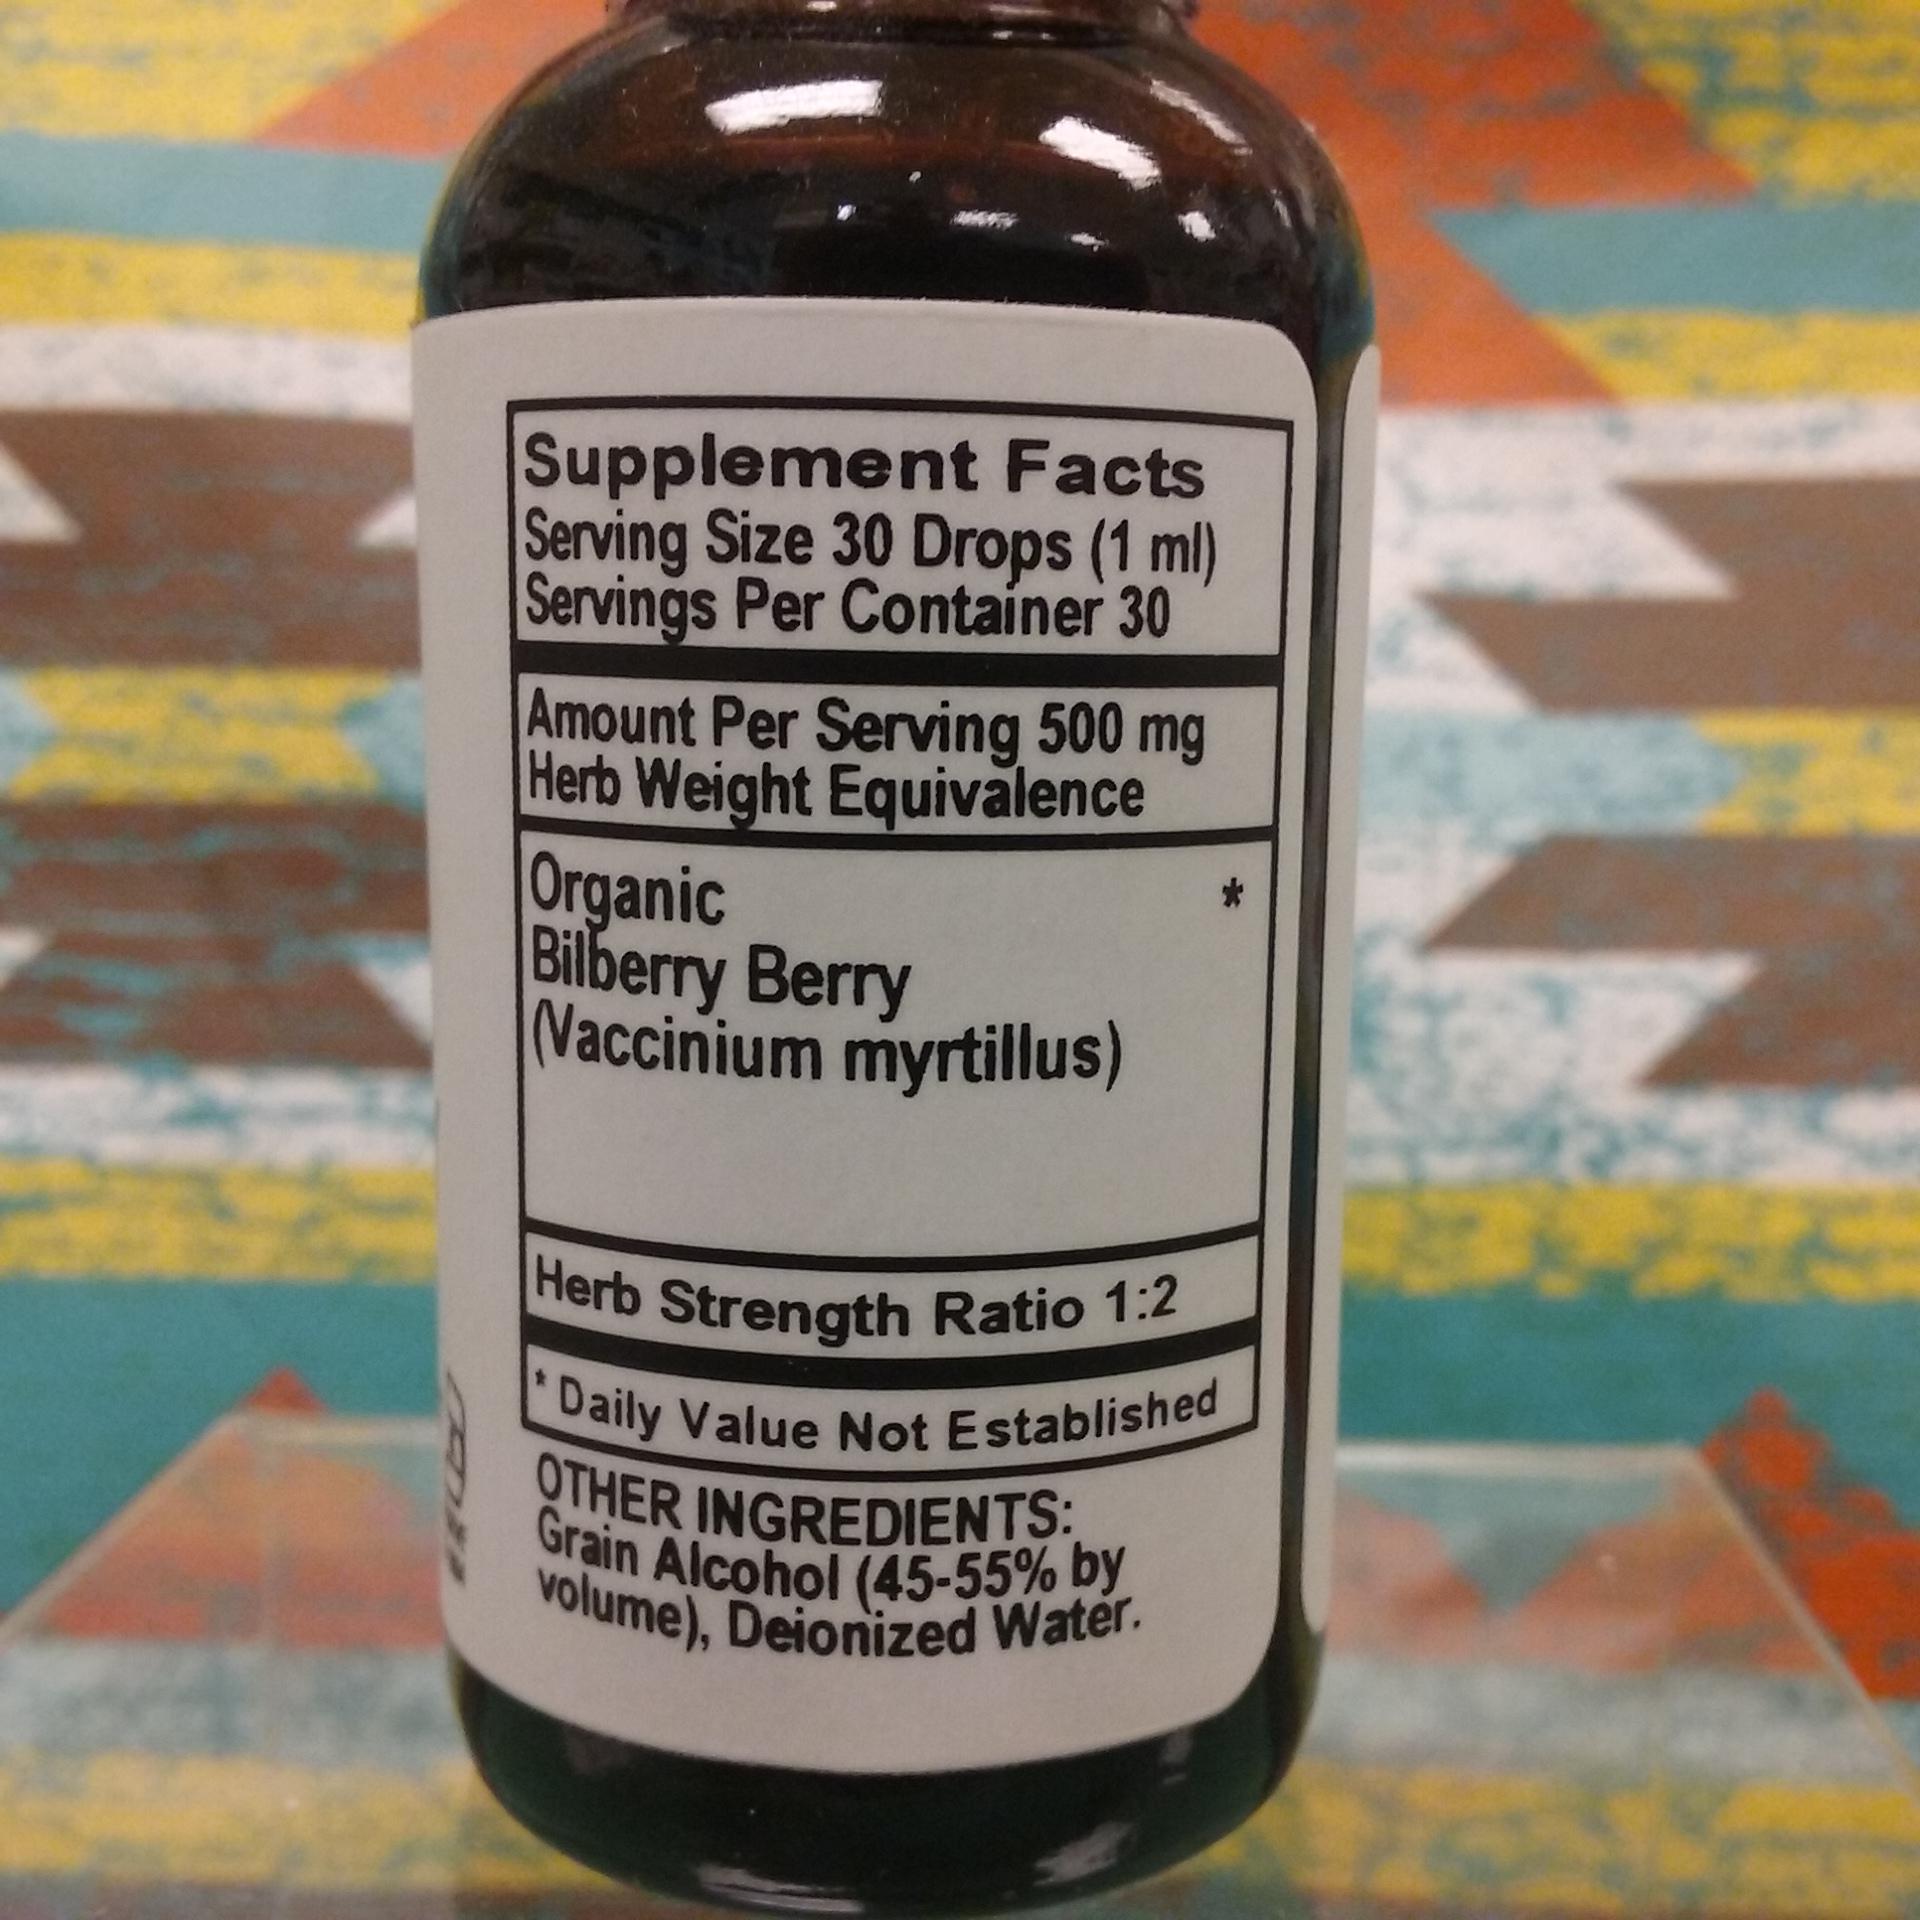 Supplement Facts
Serving Size 30 Drops (1 ml)
Servings Per Container 30
Amount Per Serving 500 mg
Herb Weight Equivalence
Organic *
Bilberry Berry
(Vaccinium myrtillus)
Herb Strength Ratio 1:2
* Daily Value Not Established
OTHER INGREDIENTS:
Grain Alcohol (45-55% by
volume), Deionized Water.